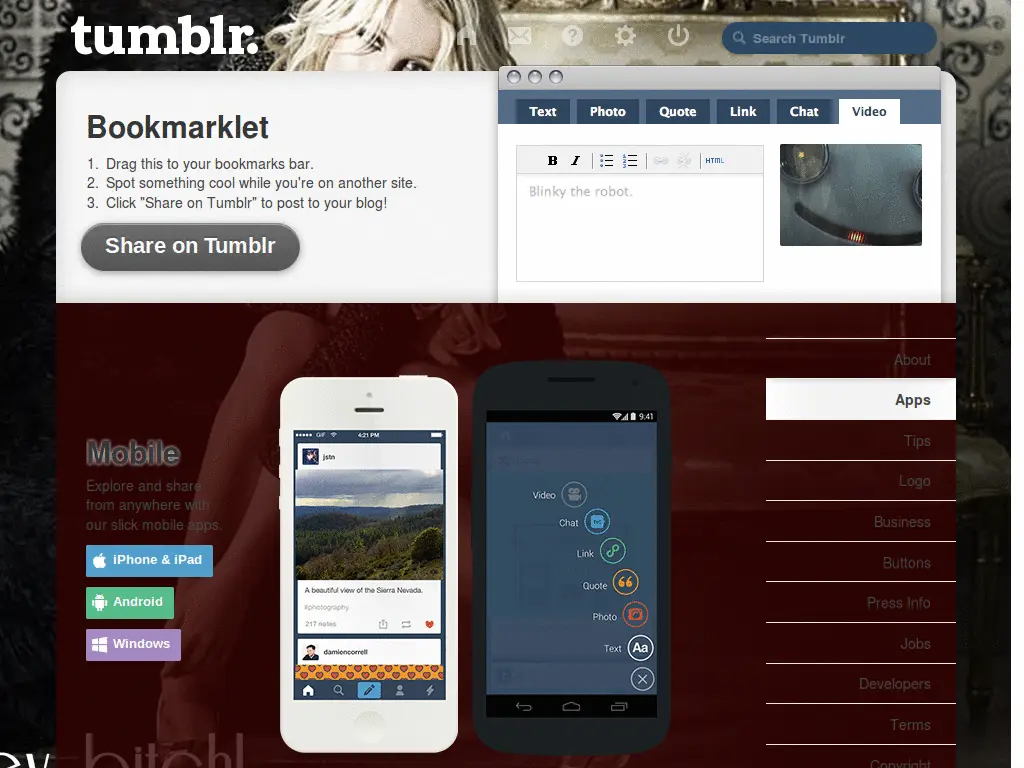 tumblr.
Search Tumblr
Bookmarklet
1. Drag this to your bookmarks bar.
2. Spot something cool while you're on another site.
3. Click "Share on Tumblr" to post to your blog!
Share on Tumblr
Text Photo Quote Link Chat Video
B I HTML
Blinky the robot.
About
Apps
Tips
Logo
Business
Buttons
Press Info
Jobs
Developers
Terms
Copyright
Mobile
Explore and share
from anywhere with
our slick mobile apps.
iPhone & iPad
Android
Windows
GIF 4:21 PM
jstn
A beautiful view of the Sierra Nevada.
#photography
217 notes
damiencorrell
9:41
Video
Chat
Link
Quote
Photo
Text Aa
ey bitch!